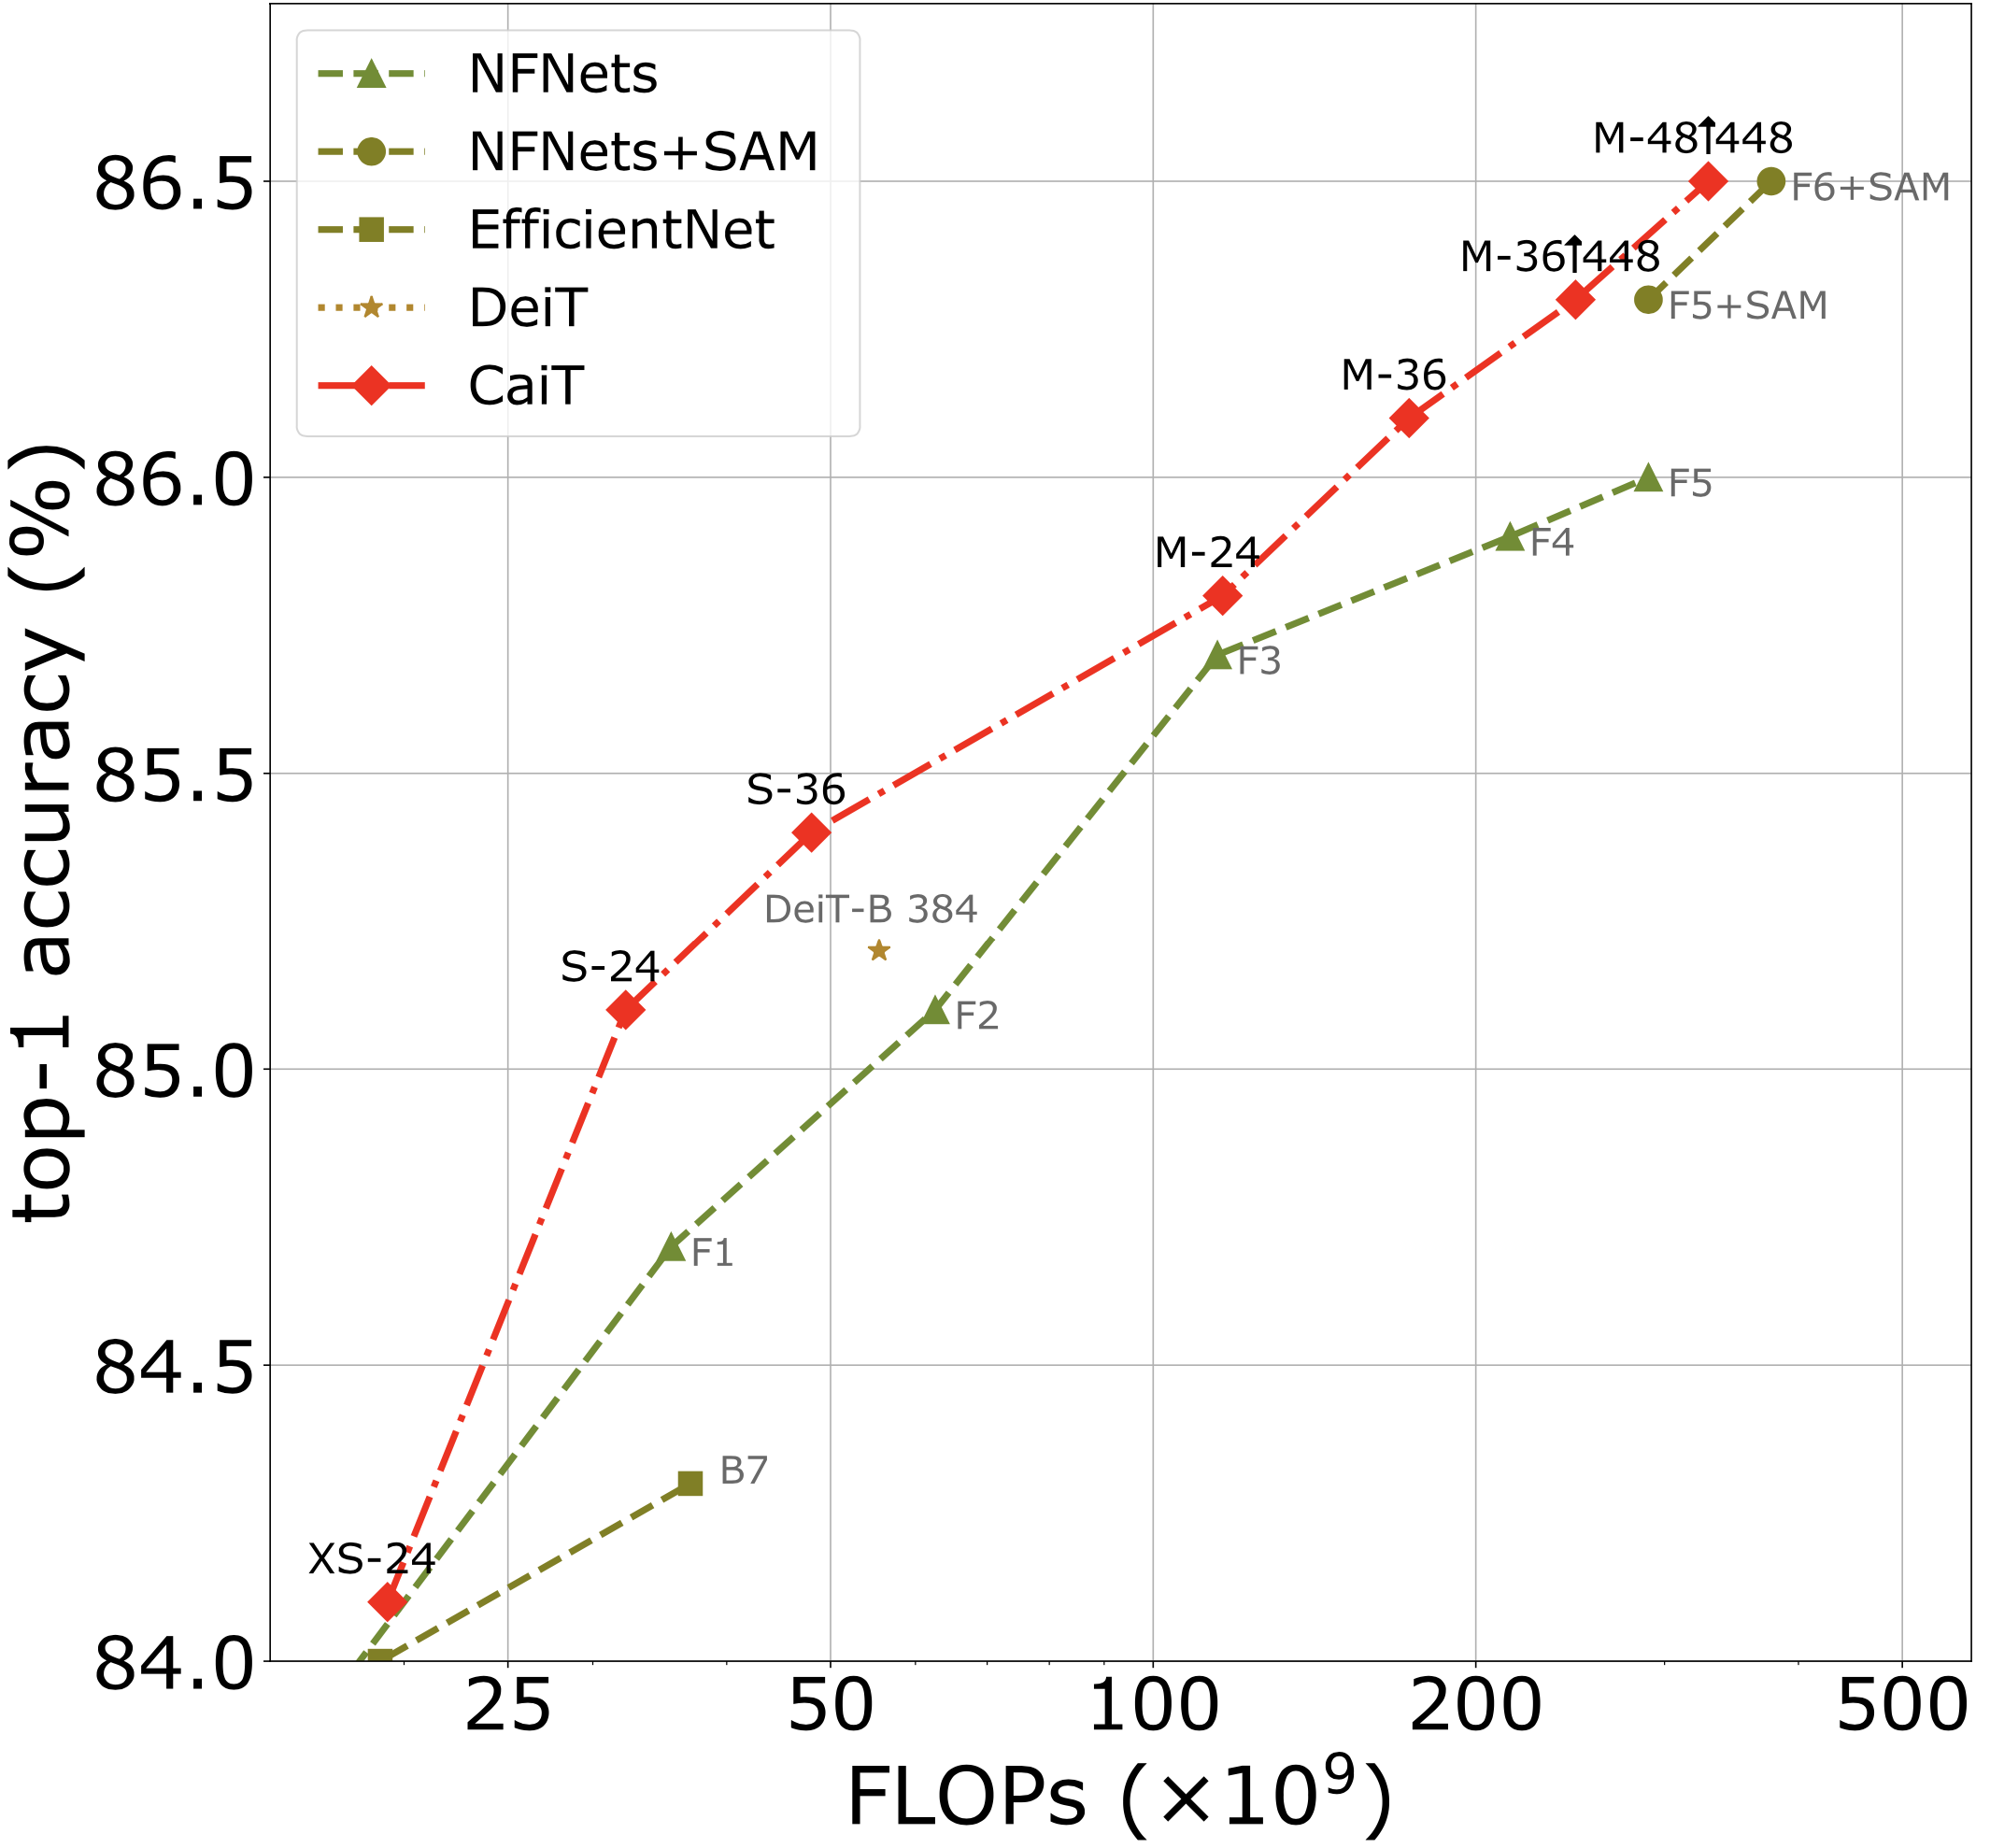 NFNets
NFNets+SAM
EfficientNet
DeiT
CaiT
M-48↑448
F6+SAM
M-36↑448
F5+SAM
M-36
F5
F4
M-24
F3
S-36
DeiT-B 384
S-24
F2
F1
B7
XS-24
top-1 accuracy (%)
86.5
86.0
85.5
85.0
84.5
84.0
25 50 100 200 500
FLOPs (×10⁹)